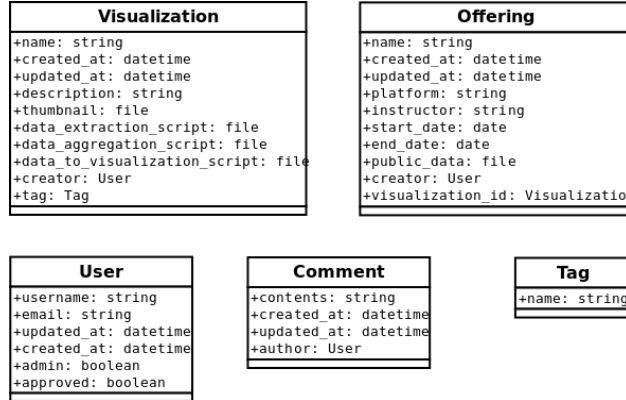 Visualization
+name: string
+created_at: datetime
+updated_at: datetime
+description: string
+thumbnail: file
+data_extraction_script: file
+data_aggregation_script: file
+data_to_visualization_script: file
+creator: User
+tag: Tag
Offering
+name: string
+created_at: datetime
+updated_at: datetime
+platform: string
+instructor: string
+start_date: date
+end_date: date
+public_data: file
+creator: User
+visualization_id: Visualizatio
User
+username: string
+email: string
+updated_at: datetime
+created_at: datetime
+admin: boolean
+approved: boolean
Comment
+contents: string
+created_at: datetime
+updated_at: datetime
+author: User
Tag
+name: string